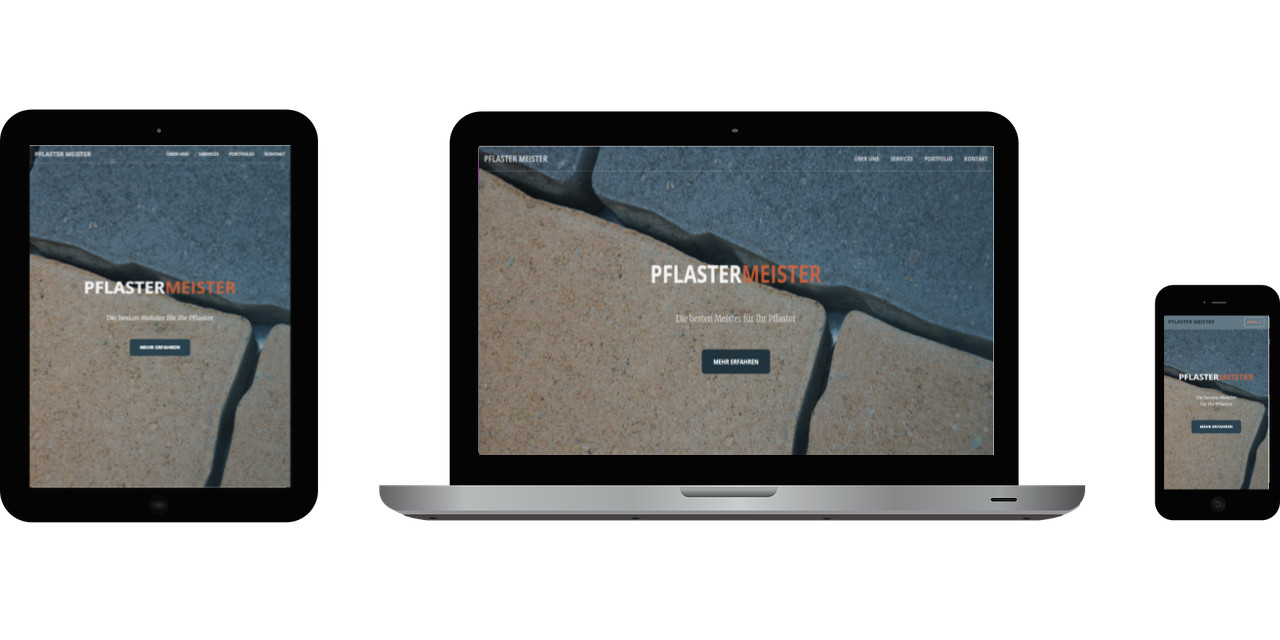 PFLASTER MEISTER
ÜBER UNS SERVICES PORTFOLIO KONTAKT
PFLASTERMEISTER
Die besten Meister für Ihr Pflaster
MEHR ERFAHREN
PFLASTER MEISTER
ÜBER UNS SERVICES PORTFOLIO KONTAKT
PFLASTERMEISTER
Die besten Meister für Ihr Pflaster
MEHR ERFAHREN
PFLASTER MEISTER
PFLASTERMEISTER
Die besten Meister
für Ihr Pflaster
MEHR ERFAHREN